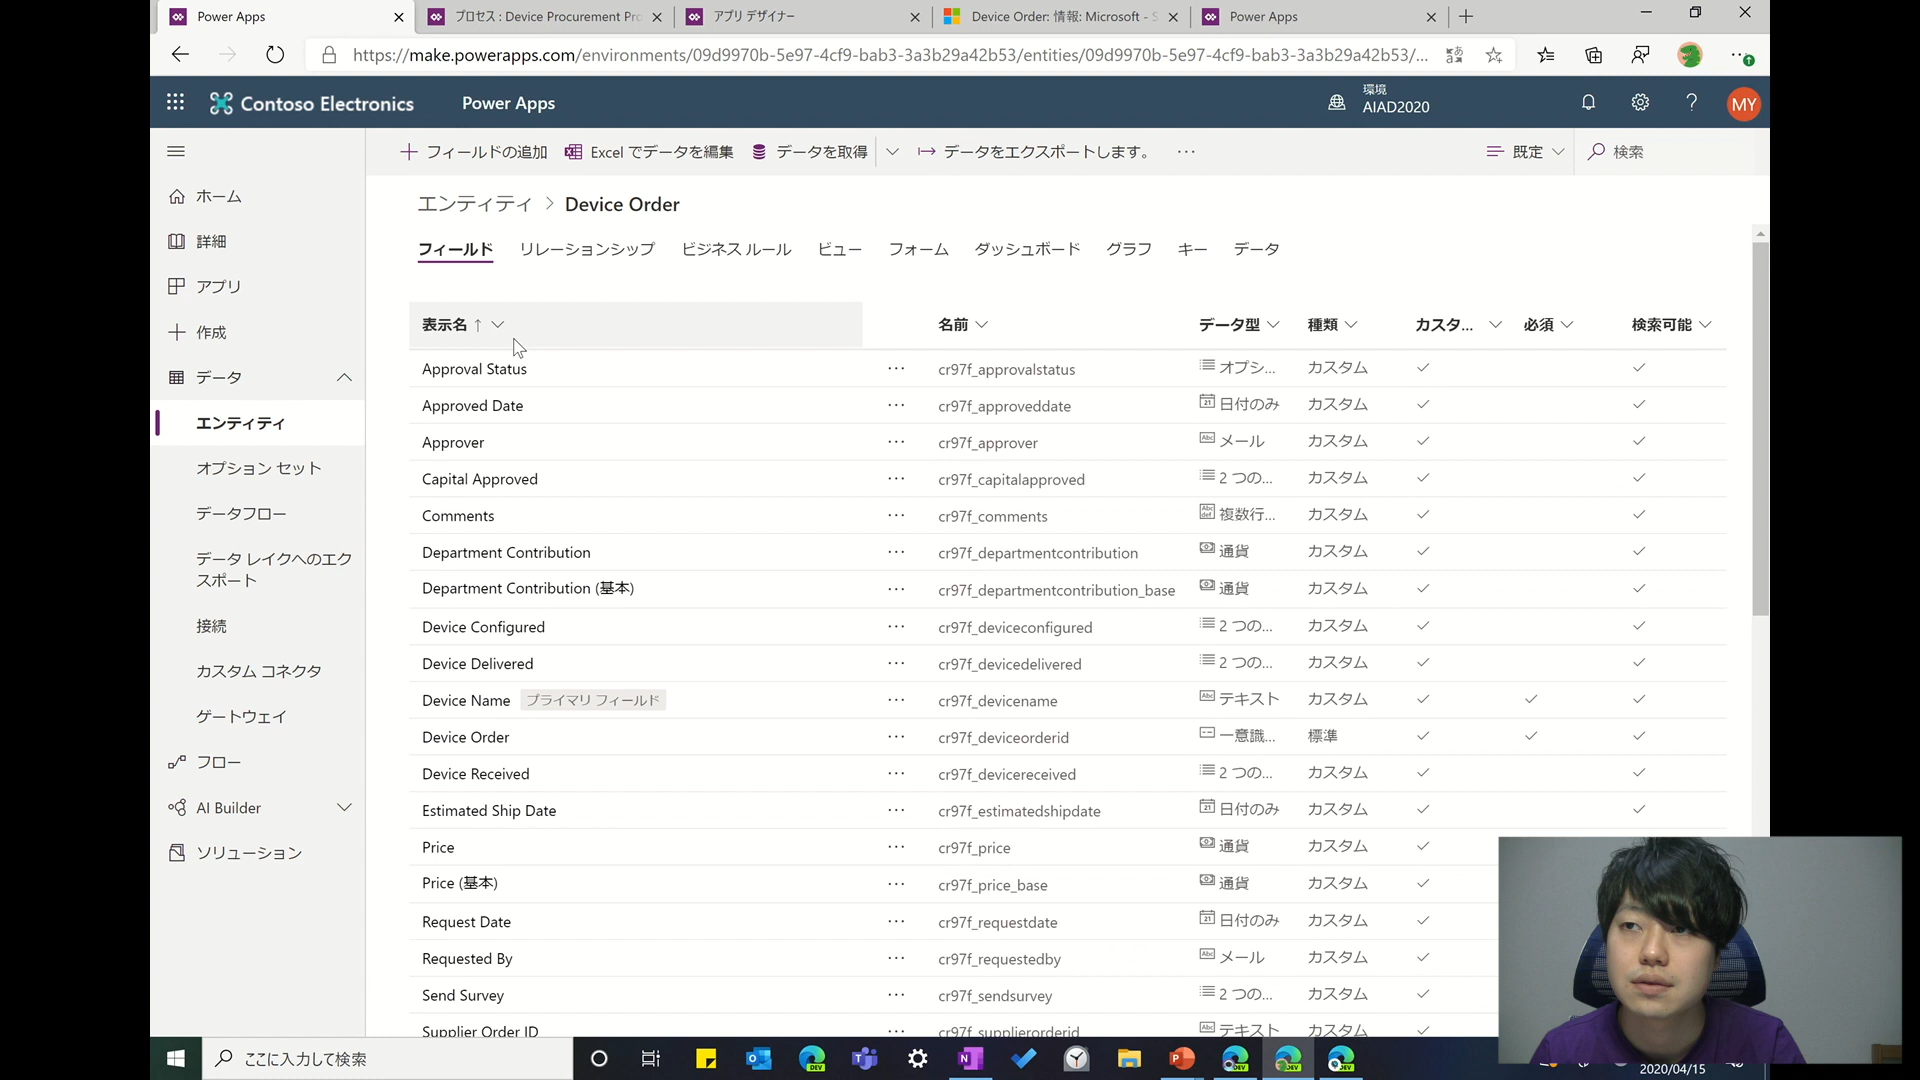 Power Apps
プロセス : Device Procurement Pro
アプリ デザイナー
Device Order: 情報: Microsoft - S
Power Apps
https://make.powerapps.com/environments/09d9970b-5e97-4cf9-bab3-3a3b29a42b53/entities/09d9970b-5e97-4cf9-bab3-3a3b29a42b53/...
Contoso Electronics
Power Apps
環境
AIAD2020
MY
フィールドの追加
Excel でデータを編集
データを取得
データをエクスポートします。
既定
検索
ホーム
詳細
アプリ
作成
データ
エンティティ
オプション セット
データフロー
データ レイクへのエク
スポート
接続
カスタム コネクタ
ゲートウェイ
フロー
AI Builder
ソリューション
エンティティ > Device Order
フィールド リレーションシップ ビジネス ルール ビュー フォーム ダッシュボード グラフ キー データ
表示名 ↑ 名前 データ型 種類 カスタ... 必須 検索可能
Approval Status ··· cr97f_approvalstatus オプシ... カスタム
Approved Date ··· cr97f_approveddate 日付のみ カスタム
Approver ··· cr97f_approver メール カスタム
Capital Approved ··· cr97f_capitalapproved 2 つの... カスタム
Comments ··· cr97f_comments 複数行... カスタム
Department Contribution ··· cr97f_departmentcontribution 通貨 カスタム
Department Contribution (基本) ··· cr97f_departmentcontribution_base 通貨 カスタム
Device Configured ··· cr97f_deviceconfigured 2 つの... カスタム
Device Delivered ··· cr97f_devicedelivered 2 つの... カスタム
Device Name プライマリ フィールド ··· cr97f_devicename テキスト カスタム
Device Order ··· cr97f_deviceorderid 一意識... 標準
Device Received ··· cr97f_devicereceived 2 つの... カスタム
Estimated Ship Date ··· cr97f_estimatedshipdate 日付のみ カスタム
Price ··· cr97f_price 通貨 カスタム
Price (基本) ··· cr97f_price_base 通貨 カスタム
Request Date ··· cr97f_requestdate 日付のみ カスタム
Requested By ··· cr97f_requestedby メール カスタム
Send Survey ··· cr97f_sendsurvey 2 つの... カスタム
Supplier Order ID ··· cr97f_supplierorderid テキスト カスタム
ここに入力して検索
2020/04/15